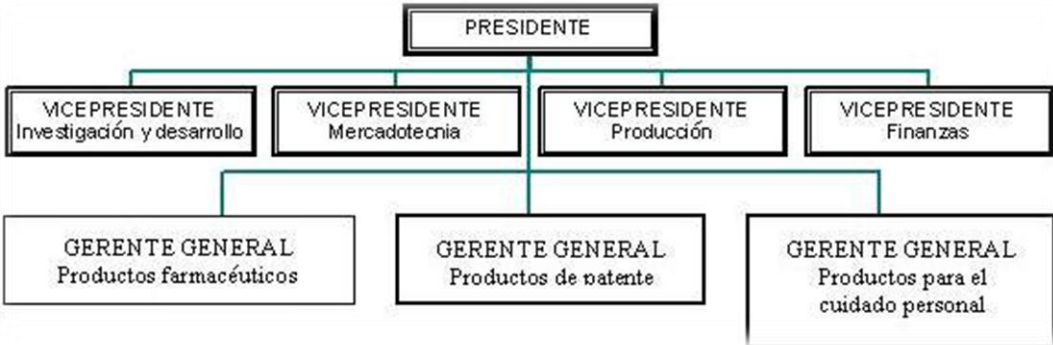 PRESIDENTE
VICEPRESIDENTE
Investigación y desarrollo
VICEPRESIDENTE
Mercadotecnia
VICEPRESIDENTE
Producción
VICEPRESIDENTE
Finanzas
GERENTE GENERAL
Productos farmacéuticos
GERENTE GENERAL
Productos de patente
GERENTE GENERAL
Productos para el
cuidado personal